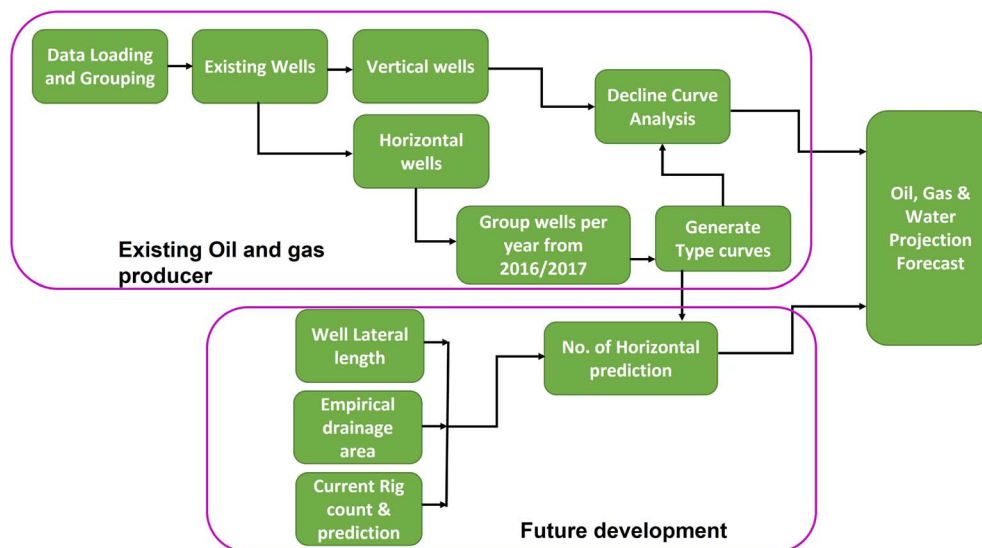 Data Loading
and Grouping
Existing Wells
Vertical wells
Decline Curve
Analysis
Horizontal
wells
Group wells per
year from
2016/2017
Generate
Type curves
Existing Oil and gas
producer
Oil, Gas &
Water
Projection
Forecast
Well Lateral
length
Empirical
drainage
area
Current Rig
count &
prediction
No. of Horizontal
prediction
Future development